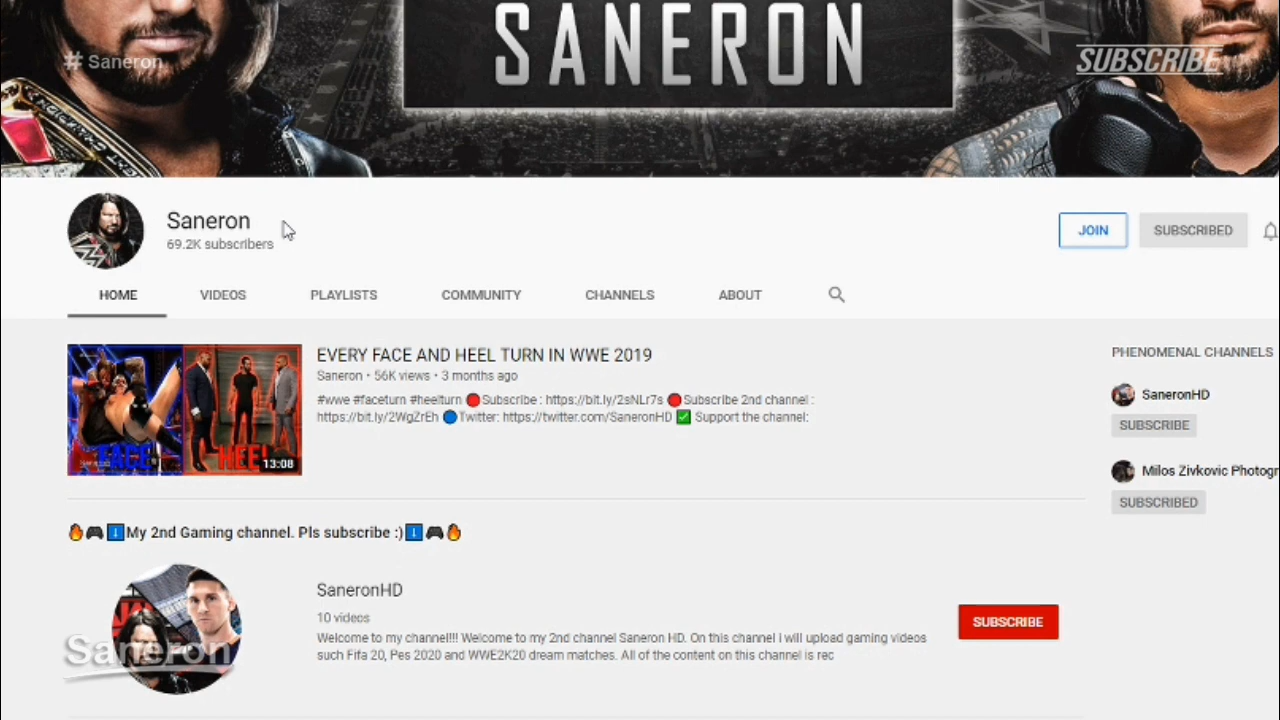 SANERON
# Saneron
SUBSCRIBE
Saneron
69.2K subscribers
JOIN
SUBSCRIBED
HOME
VIDEOS
PLAYLISTS
COMMUNITY
CHANNELS
ABOUT
FACE
HEEL
13:08
EVERY FACE AND HEEL TURN IN WWE 2019
Saneron • 56K views • 3 months ago
#wwe #faceturn #heelturn 🔴Subscribe : https://bit.ly/2sNLr7s 🔴Subscribe 2nd channel :
https://bit.ly/2WgZrEh 🔵Twitter: https://twitter.com/SaneronHD ✅ Support the channel:
PHENOMENAL CHANNELS
SaneronHD
SUBSCRIBE
Milos Zivkovic Photogr
SUBSCRIBED
🔥🎮⬇️My 2nd Gaming channel. Pls subscribe :)⬇️🎮🔥
SaneronHD
10 videos
Welcome to my channel!!! Welcome to my 2nd channel Saneron HD. On this channel i will upload gaming videos
such Fifa 20, Pes 2020 and WWE2K20 dream matches. All of the content on this channel is rec
SUBSCRIBE
Saneron